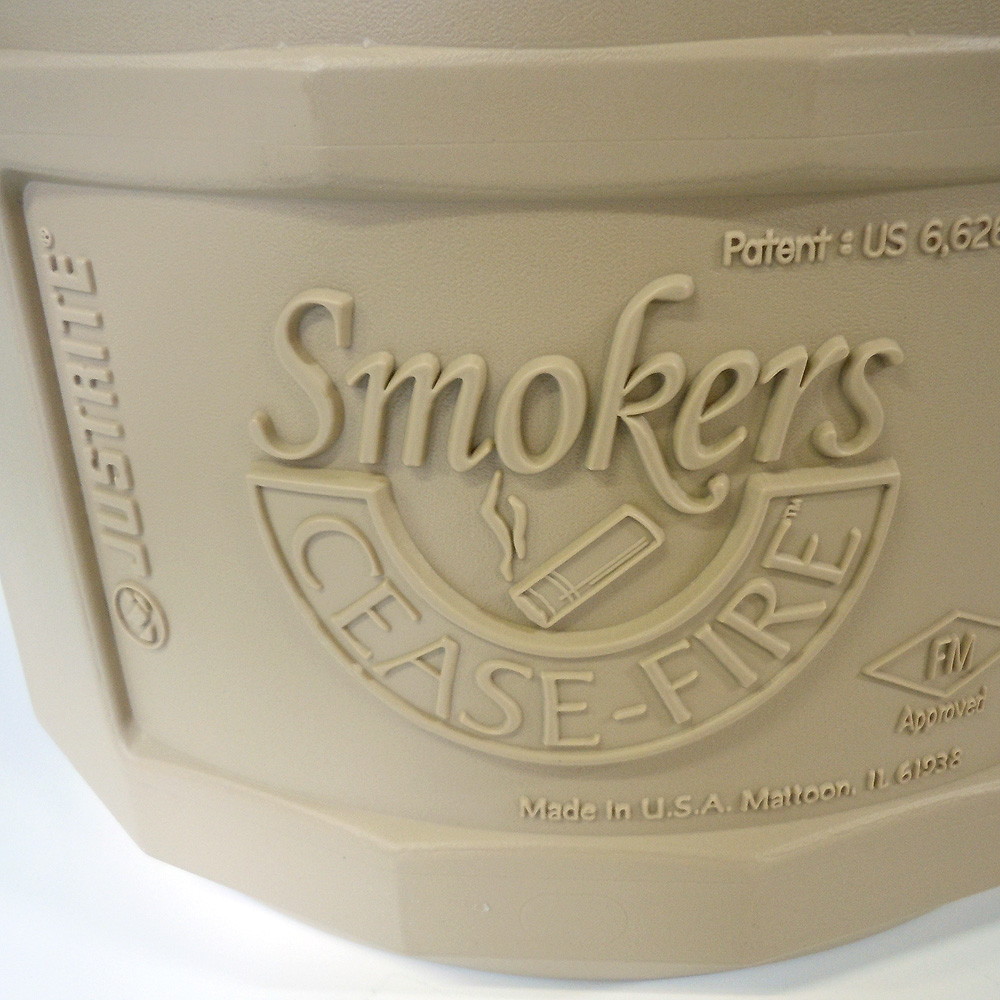 JUSTRITE®
Patent : US 6,626
Smokers
CEASE-FIRE™
FM
Approved
Made in U.S.A. Mattoon, IL 61938